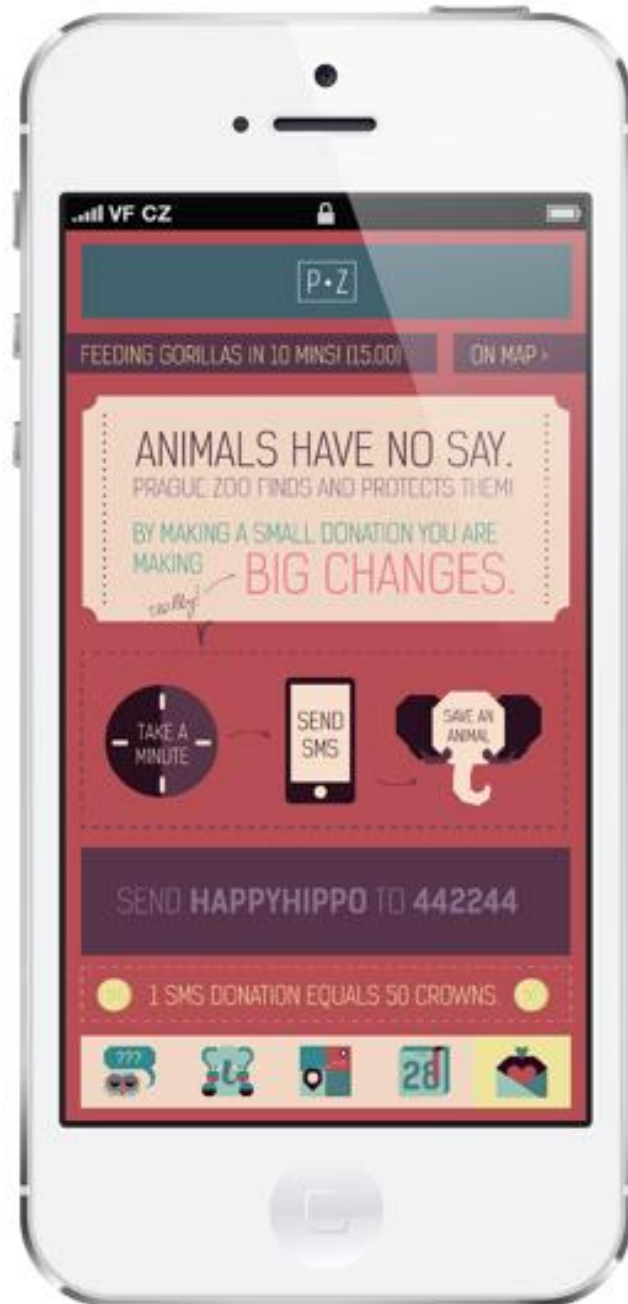 VF CZ
P•Z
FEEDING GORILLAS IN 10 MINS! (15.00)
ON MAP >
ANIMALS HAVE NO SAY.
PRAGUE ZOO FINDS AND PROTECTS THEM!
BY MAKING A SMALL DONATION YOU ARE
MAKING
BIG CHANGES.
really!
TAKE A
MINUTE
SEND
SMS
SAVE AN
ANIMAL
SEND HAPPYHIPPO TO 442244
1 SMS DONATION EQUALS 50 CROWNS.
???
28